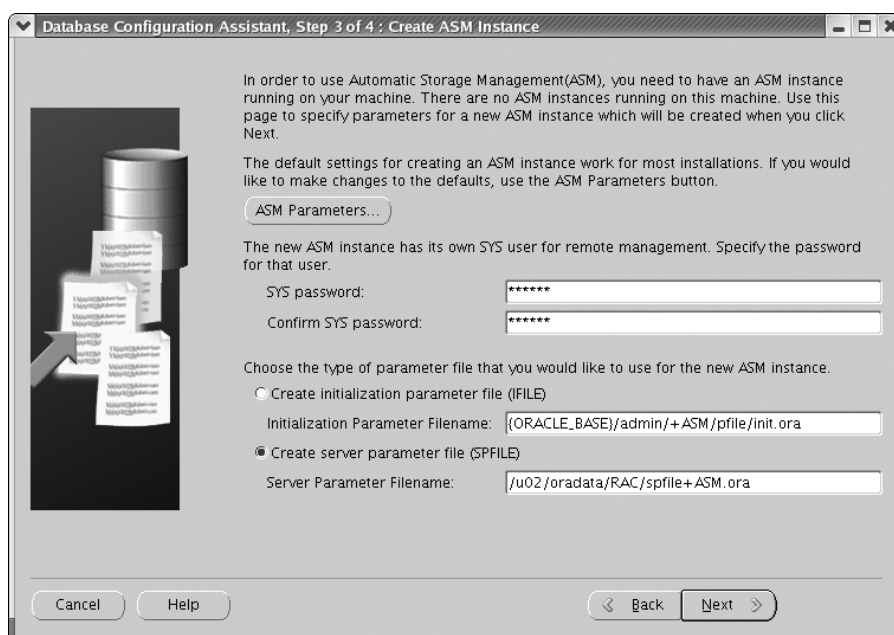 Database Configuration Assistant, Step 3 of 4 : Create ASM Instance
In order to use Automatic Storage Management(ASM), you need to have an ASM instance
running on your machine. There are no ASM instances running on this machine. Use this
page to specify parameters for a new ASM instance which will be created when you click
Next.
The default settings for creating an ASM instance work for most installations. If you would
like to make changes to the defaults, use the ASM Parameters button.
ASM Parameters...
The new ASM instance has its own SYS user for remote management. Specify the password
for that user.
SYS password: ******
Confirm SYS password: ******
Choose the type of parameter file that you would like to use for the new ASM instance.
Create initialization parameter file (IFILE)
Initialization Parameter Filename: {ORACLE_BASE}/admin/+ASM/pfile/init.ora
Create server parameter file (SPFILE)
Server Parameter Filename: /u02/oradata/RAC/spfile+ASM.ora
Cancel Help Back Next